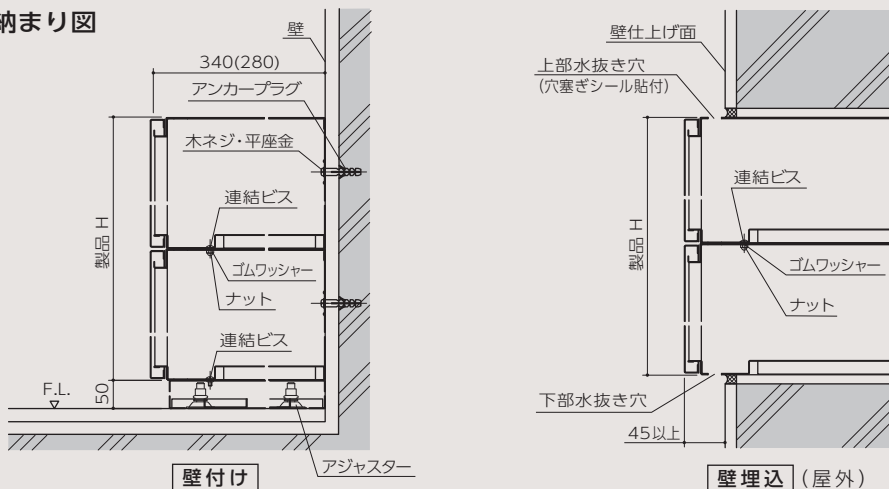 納まり図
壁
340(280)
アンカープラグ
木ネジ・平座金
連結ビス
製品 H
ゴムワッシャー
ナット
連結ビス
F.L.
50
アジャスター
壁付け
壁仕上げ面
上部水抜き穴
(穴塞ぎシール貼付)
連結ビス
製品 H
ゴムワッシャー
ナット
下部水抜き穴
45以上
壁埋込(屋外)